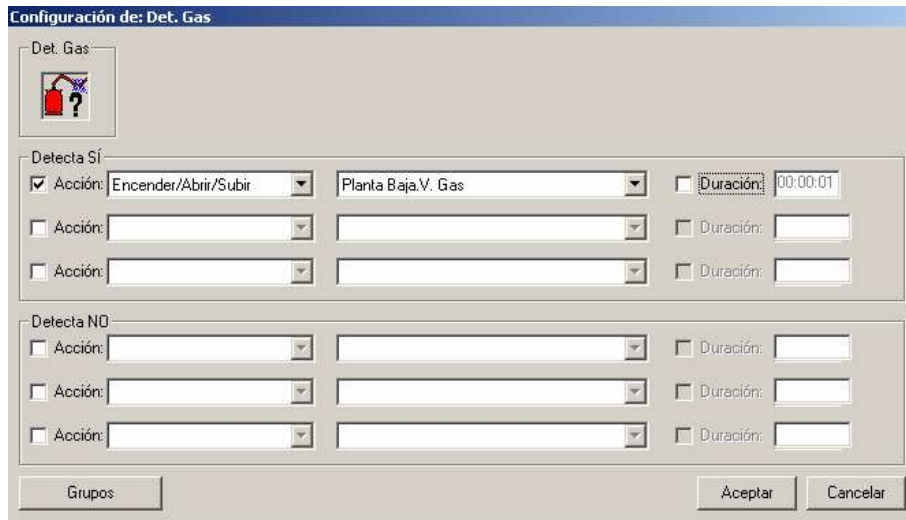 Configuración de: Det. Gas
Det. Gas
?
Detecta SÍ
Acción: Encender/Abrir/Subir Planta Baja.V. Gas Duración: 00:00:01
Acción: Duración:
Acción: Duración:
Detecta NO
Acción: Duración:
Acción: Duración:
Acción: Duración:
Grupos Aceptar Cancelar